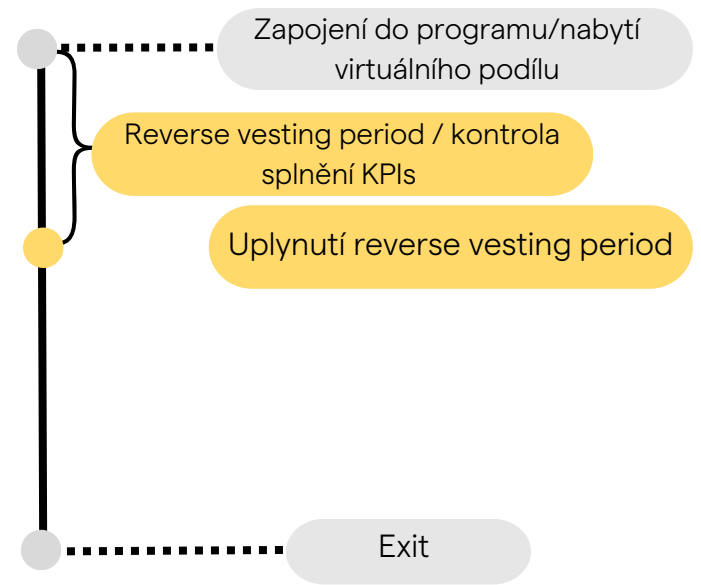 Zapojení do programu/nabytí
virtuálního podílu
Reverse vesting period / kontrola
splnění KPIs
Uplynutí reverse vesting period
Exit